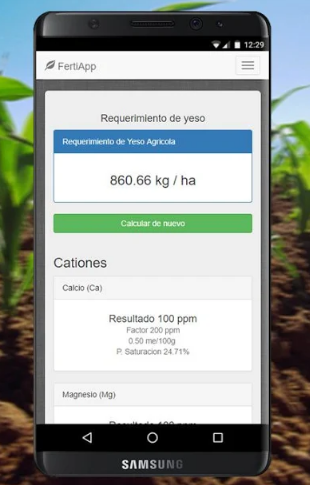 12:29
FertiApp
Requerimiento de yeso
Requerimiento de Yeso Agricola
860.66 kg / ha
Calcular de nuevo
Cationes
Calcio (Ca)
Resultado 100 ppm
Factor 200 ppm
0.50 me/100g
P. Saturacion 24.71%
Magnesio (Mg)
SAMSUNG